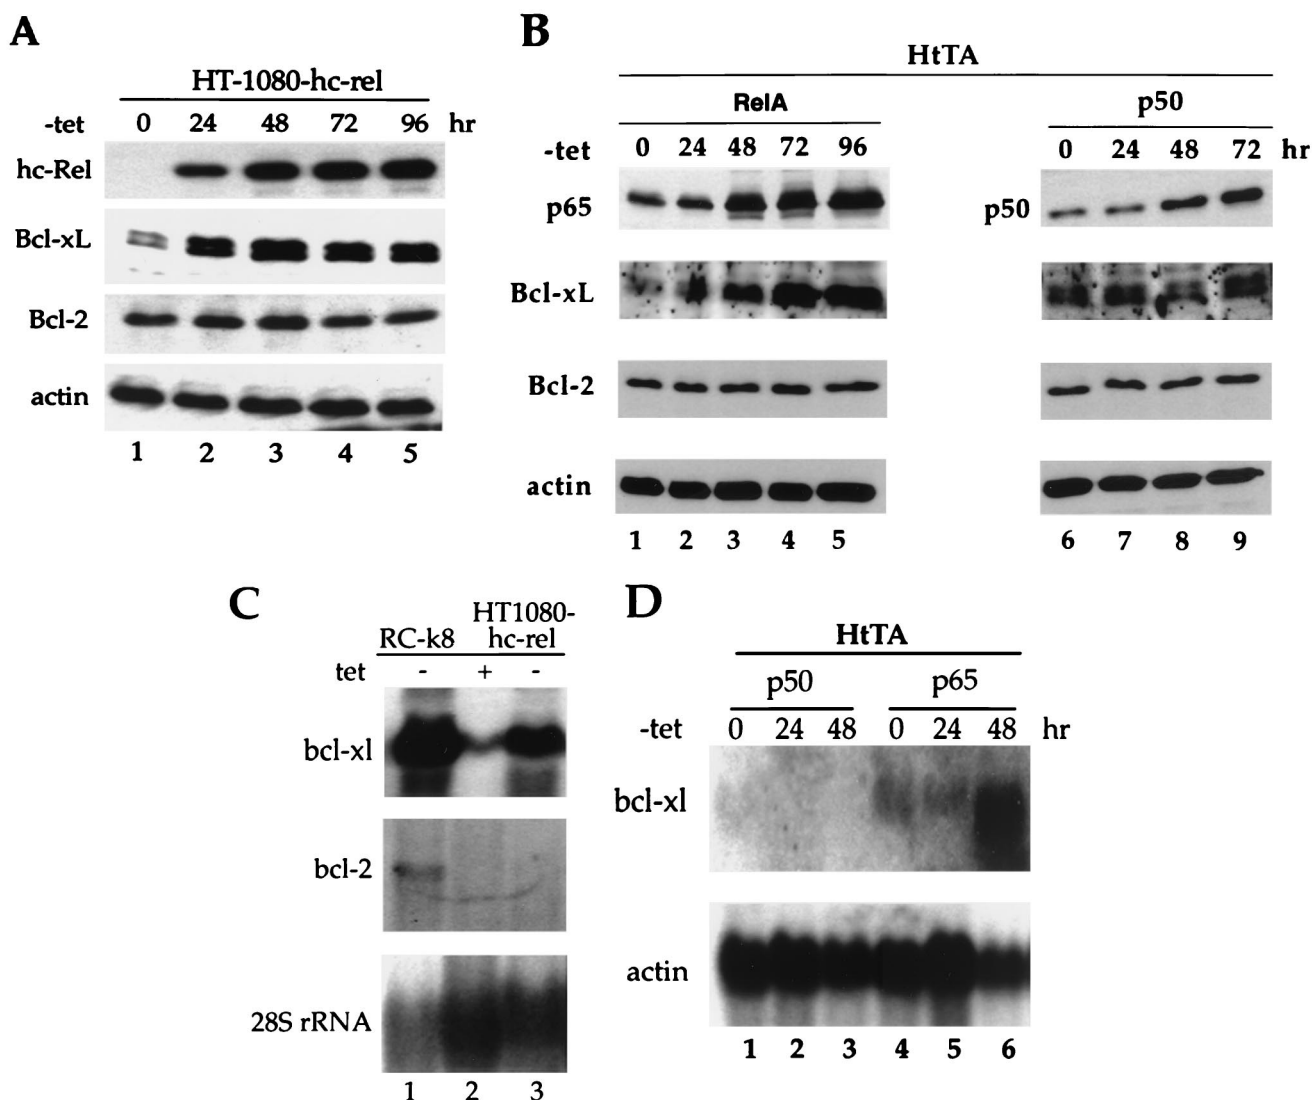 A
HT-1080-hc-rel
-tet 0 24 48 72 96 hr
hc-Rel
Bcl-xL
Bcl-2
actin
1 2 3 4 5
B
HtTA
RelA p50
-tet 0 24 48 72 96 0 24 48 72 hr
p65 p50
Bcl-xL
Bcl-2
actin
1 2 3 4 5 6 7 8 9
C
HT1080-
RC-k8 hc-rel
tet - + -
bcl-xl
bcl-2
28S rRNA
1 2 3
D
HtTA
p50 p65
-tet 0 24 48 0 24 48 hr
bcl-xl
actin
1 2 3 4 5 6